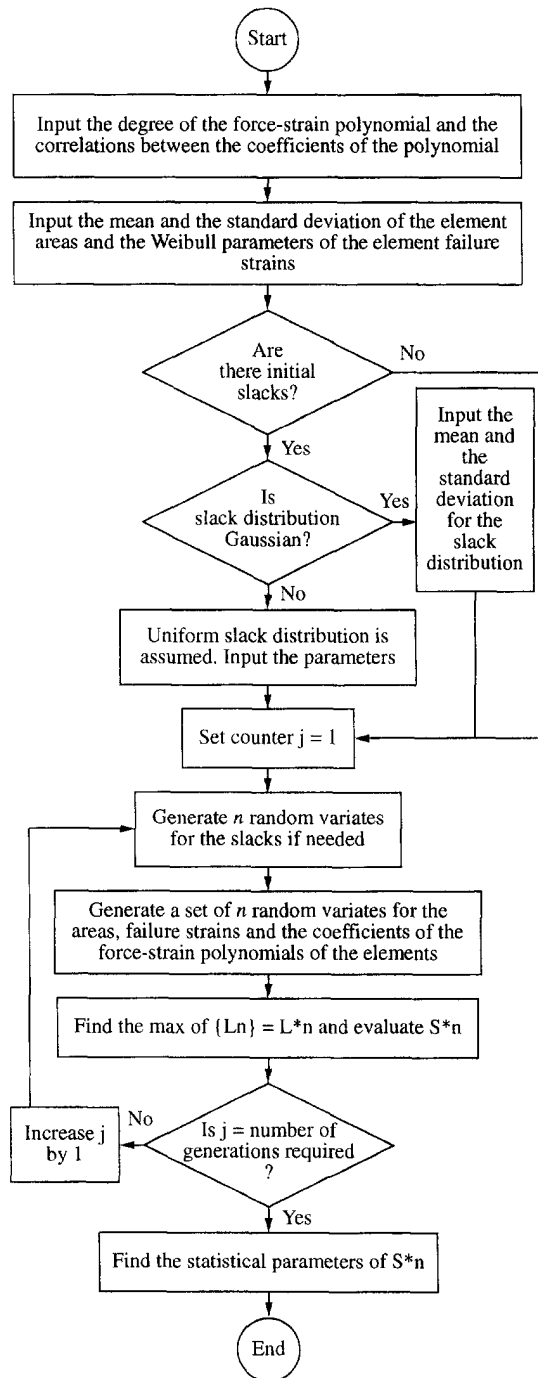 Start
Input the degree of the force-strain polynomial and the
correlations between the coefficients of the polynomial
Input the mean and the standard deviation of the element
areas and the Weibull parameters of the element failure
strains
Are
there initial
slacks?
No
Yes
Input the
mean and
the
standard
deviation
for the
slack
distribution
Is
slack distribution
Gaussian?
Yes
No
Uniform slack distribution is
assumed. Input the parameters
Set counter j = 1
Generate n random variates
for the slacks if needed
Generate a set of n random variates for the
areas, failure strains and the coefficients of the
force-strain polynomials of the elements
Find the max of {Ln} = L*n and evaluate S*n
Is j = number of
generations required
?
No
Increase j
by 1
Yes
Find the statistical parameters of S*n
End